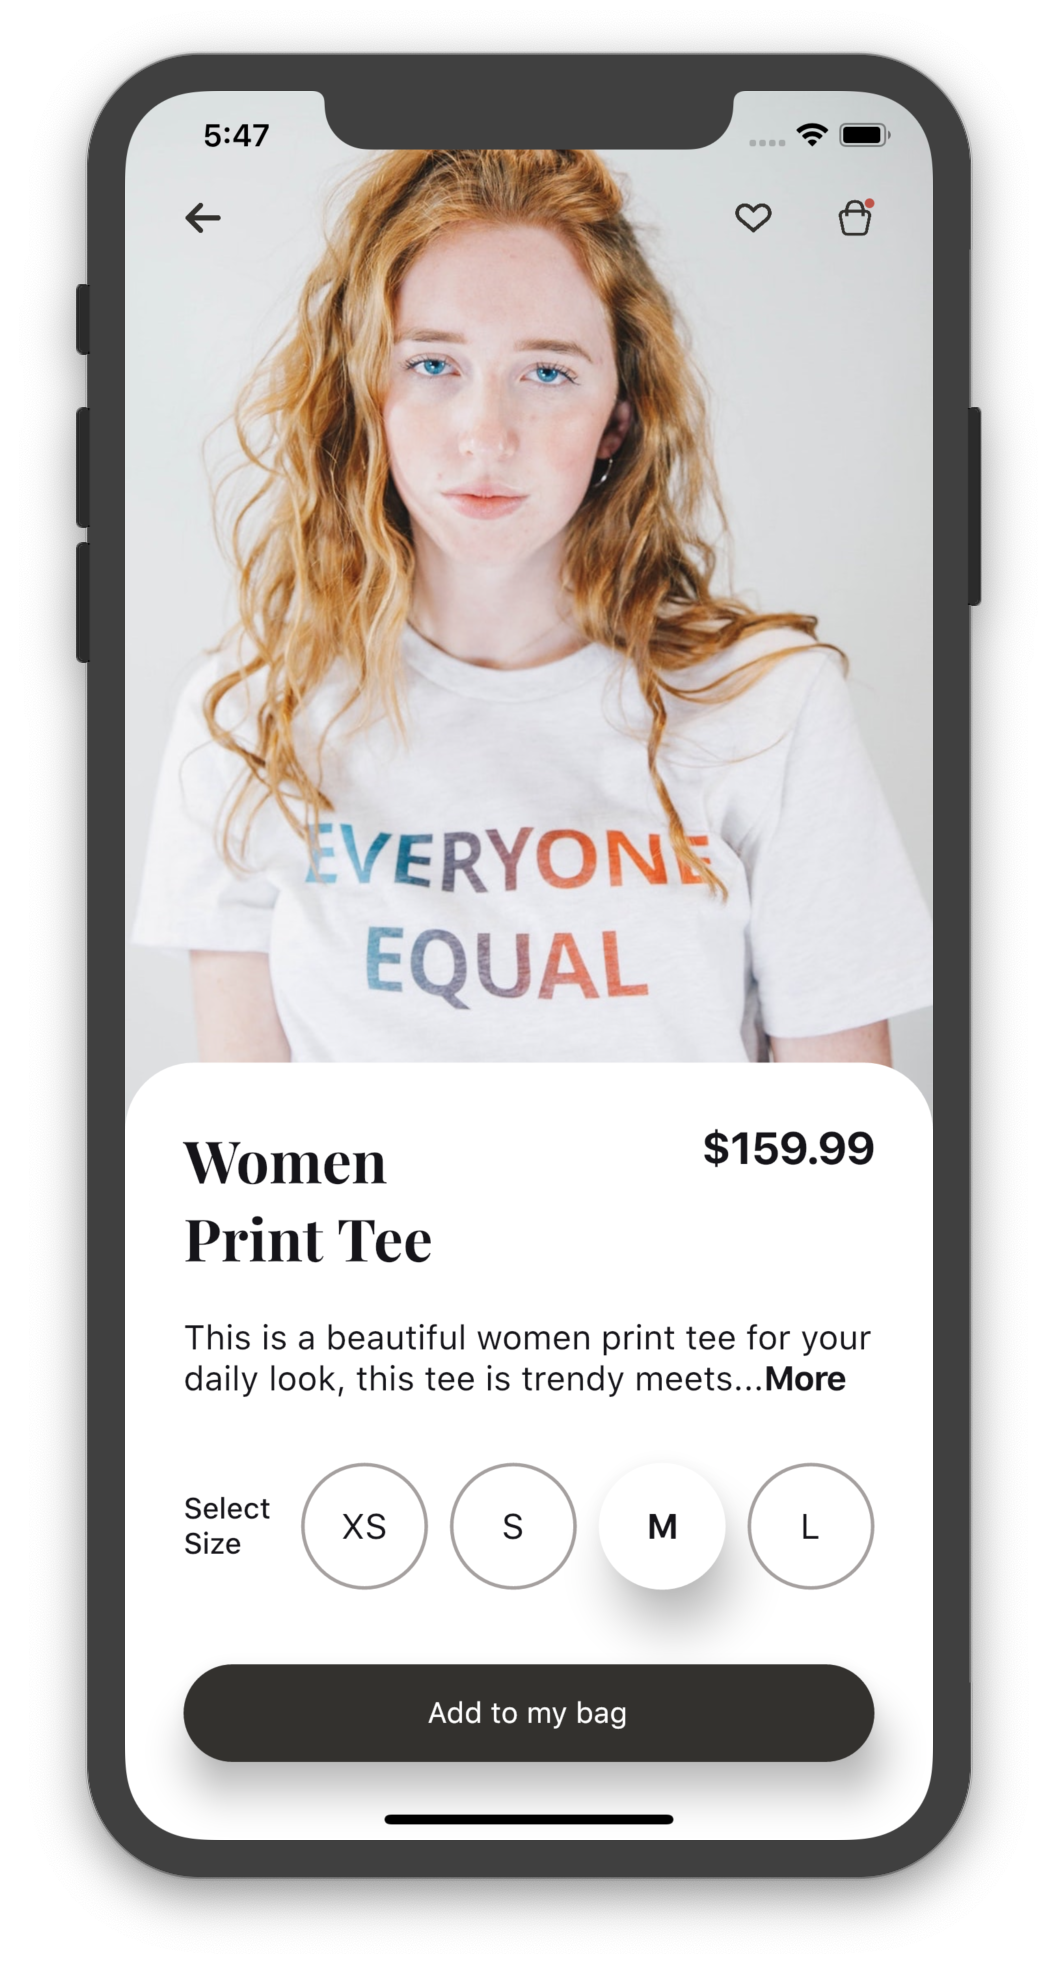 5:47
EVERYONE
EQUAL
Women
Print Tee
$159.99
This is a beautiful women print tee for your
daily look, this tee is trendy meets...More
Select
Size
XS
S
M
L
Add to my bag